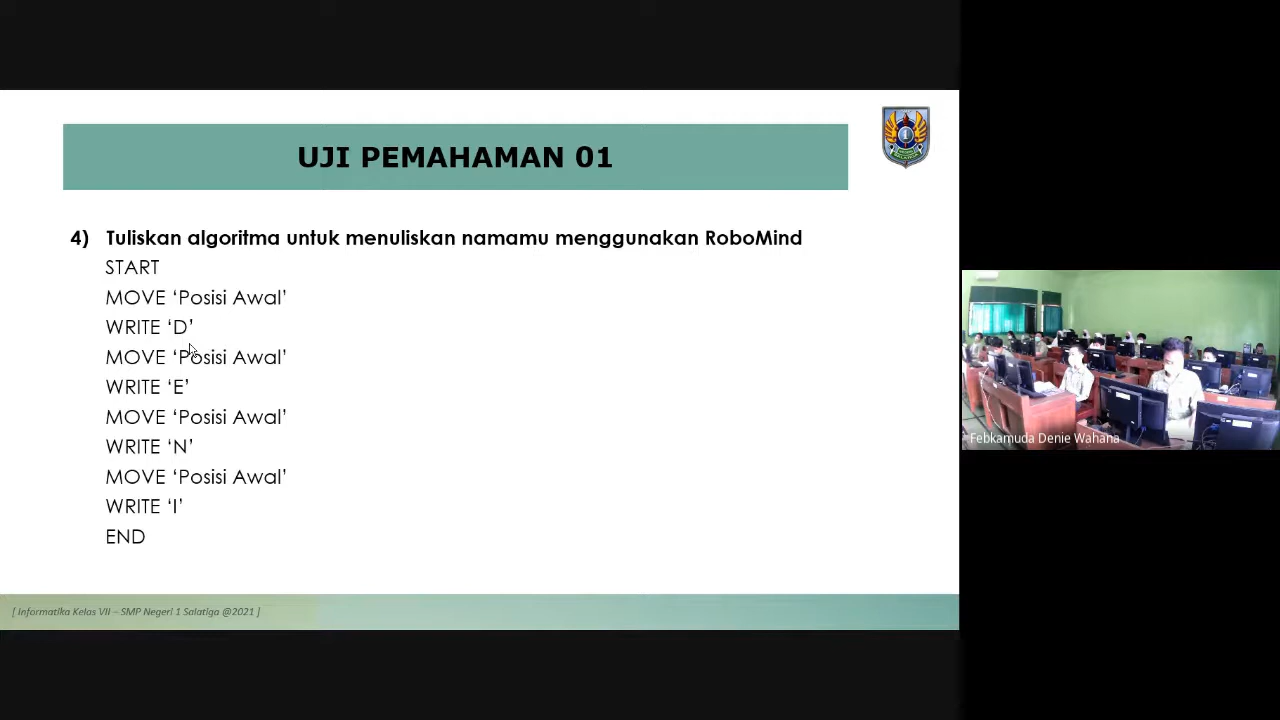 UJI PEMAHAMAN 01
4) Tuliskan algoritma untuk menuliskan namamu menggunakan RoboMind
START
MOVE ‘Posisi Awal’
WRITE ‘D’
MOVE ‘Posisi Awal’
WRITE ‘E’
MOVE ‘Posisi Awal’
WRITE ‘N’
MOVE ‘Posisi Awal’
WRITE ‘I’
END
[ Informatika Kelas VII – SMP Negeri 1 Salatiga @2021 ]
Febkamuda Denie Wahana